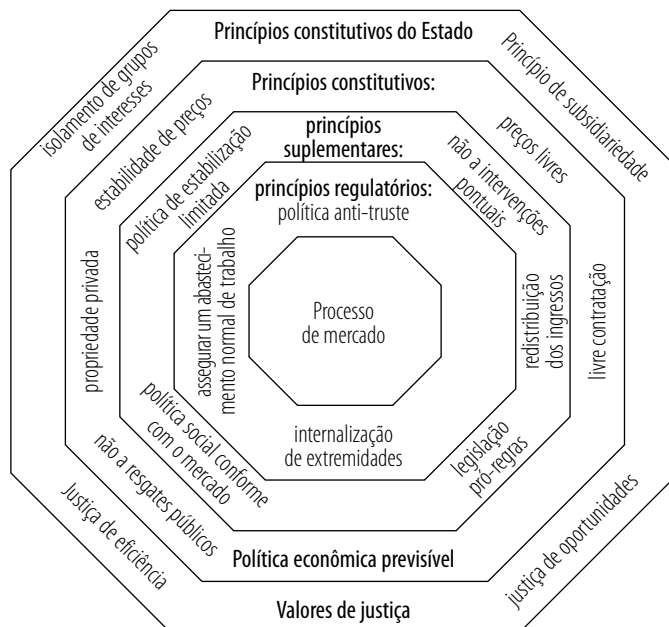 Princípios constitutivos do Estado
isolamento de grupos
de interesses
Princípio de subsidiariedade
Princípios constitutivos:
estabilidade de preços
preços livres
princípios
suplementares:
política de estabilização
limitada
não a intervenções
pontuais
princípios regulatórios:
política anti-truste
propriedade privada
assegurar um abasteci-
mento normal de trabalho
Processo
de mercado
redistribuição
dos ingressos
livre contratação
internalização
de extremidades
política social conforme
com o mercado
legislação
pró-regras
não a resgates públicos
Política econômica previsível
Justiça de eficiência
justiça de oportunidades
Valores de justiça